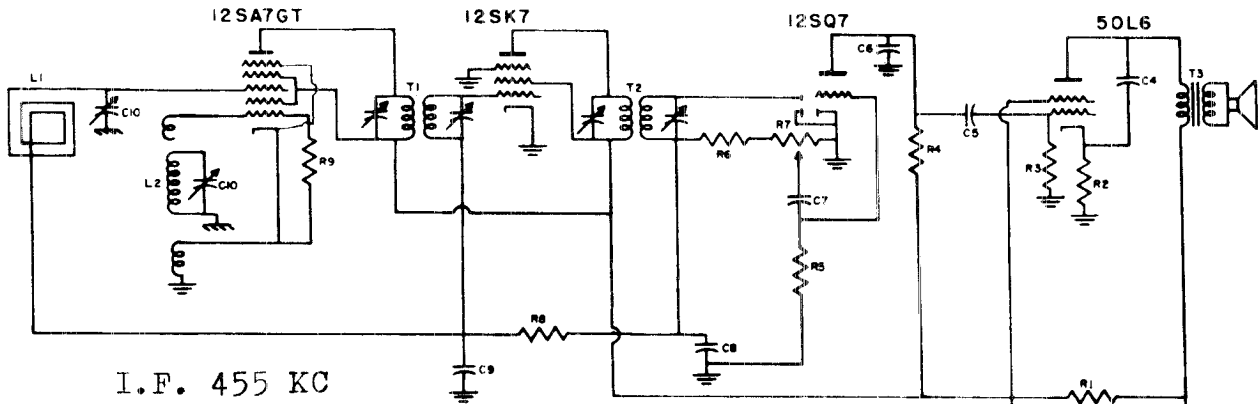 12SA7GT 12SK7 12SQ7 50L6
L1 C10 T1 T2 C6 C4 T3
C5
L2 C10 R9 R6 R7 R4 R3 R2
C7
R5
R8 C8
C9
I.F. 455 KC R1